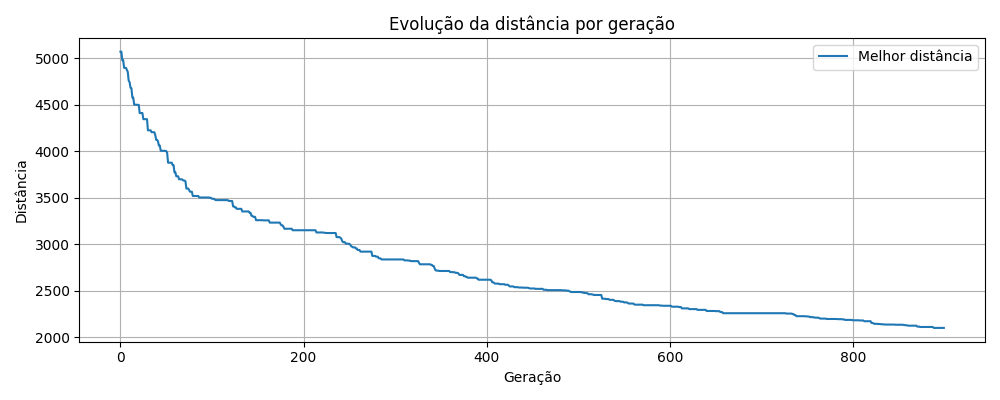 Evolução da distância por geração
Melhor distância
Distância
5000
4500
4000
3500
3000
2500
2000
0 200 400 600 800
Geração